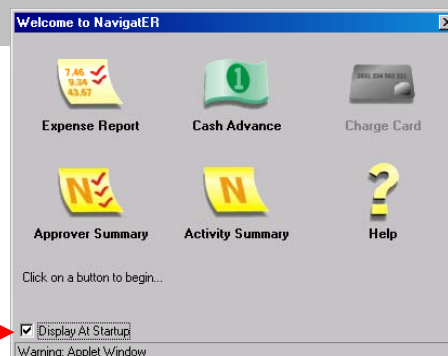 Welcome to NavigatER
7.46
9.34
43.67
1
Expense Report
Cash Advance
Charge Card
N
N
?
Approver Summary
Activity Summary
Help
Click on a button to begin...
Display At Startup
Warning: Applet Window